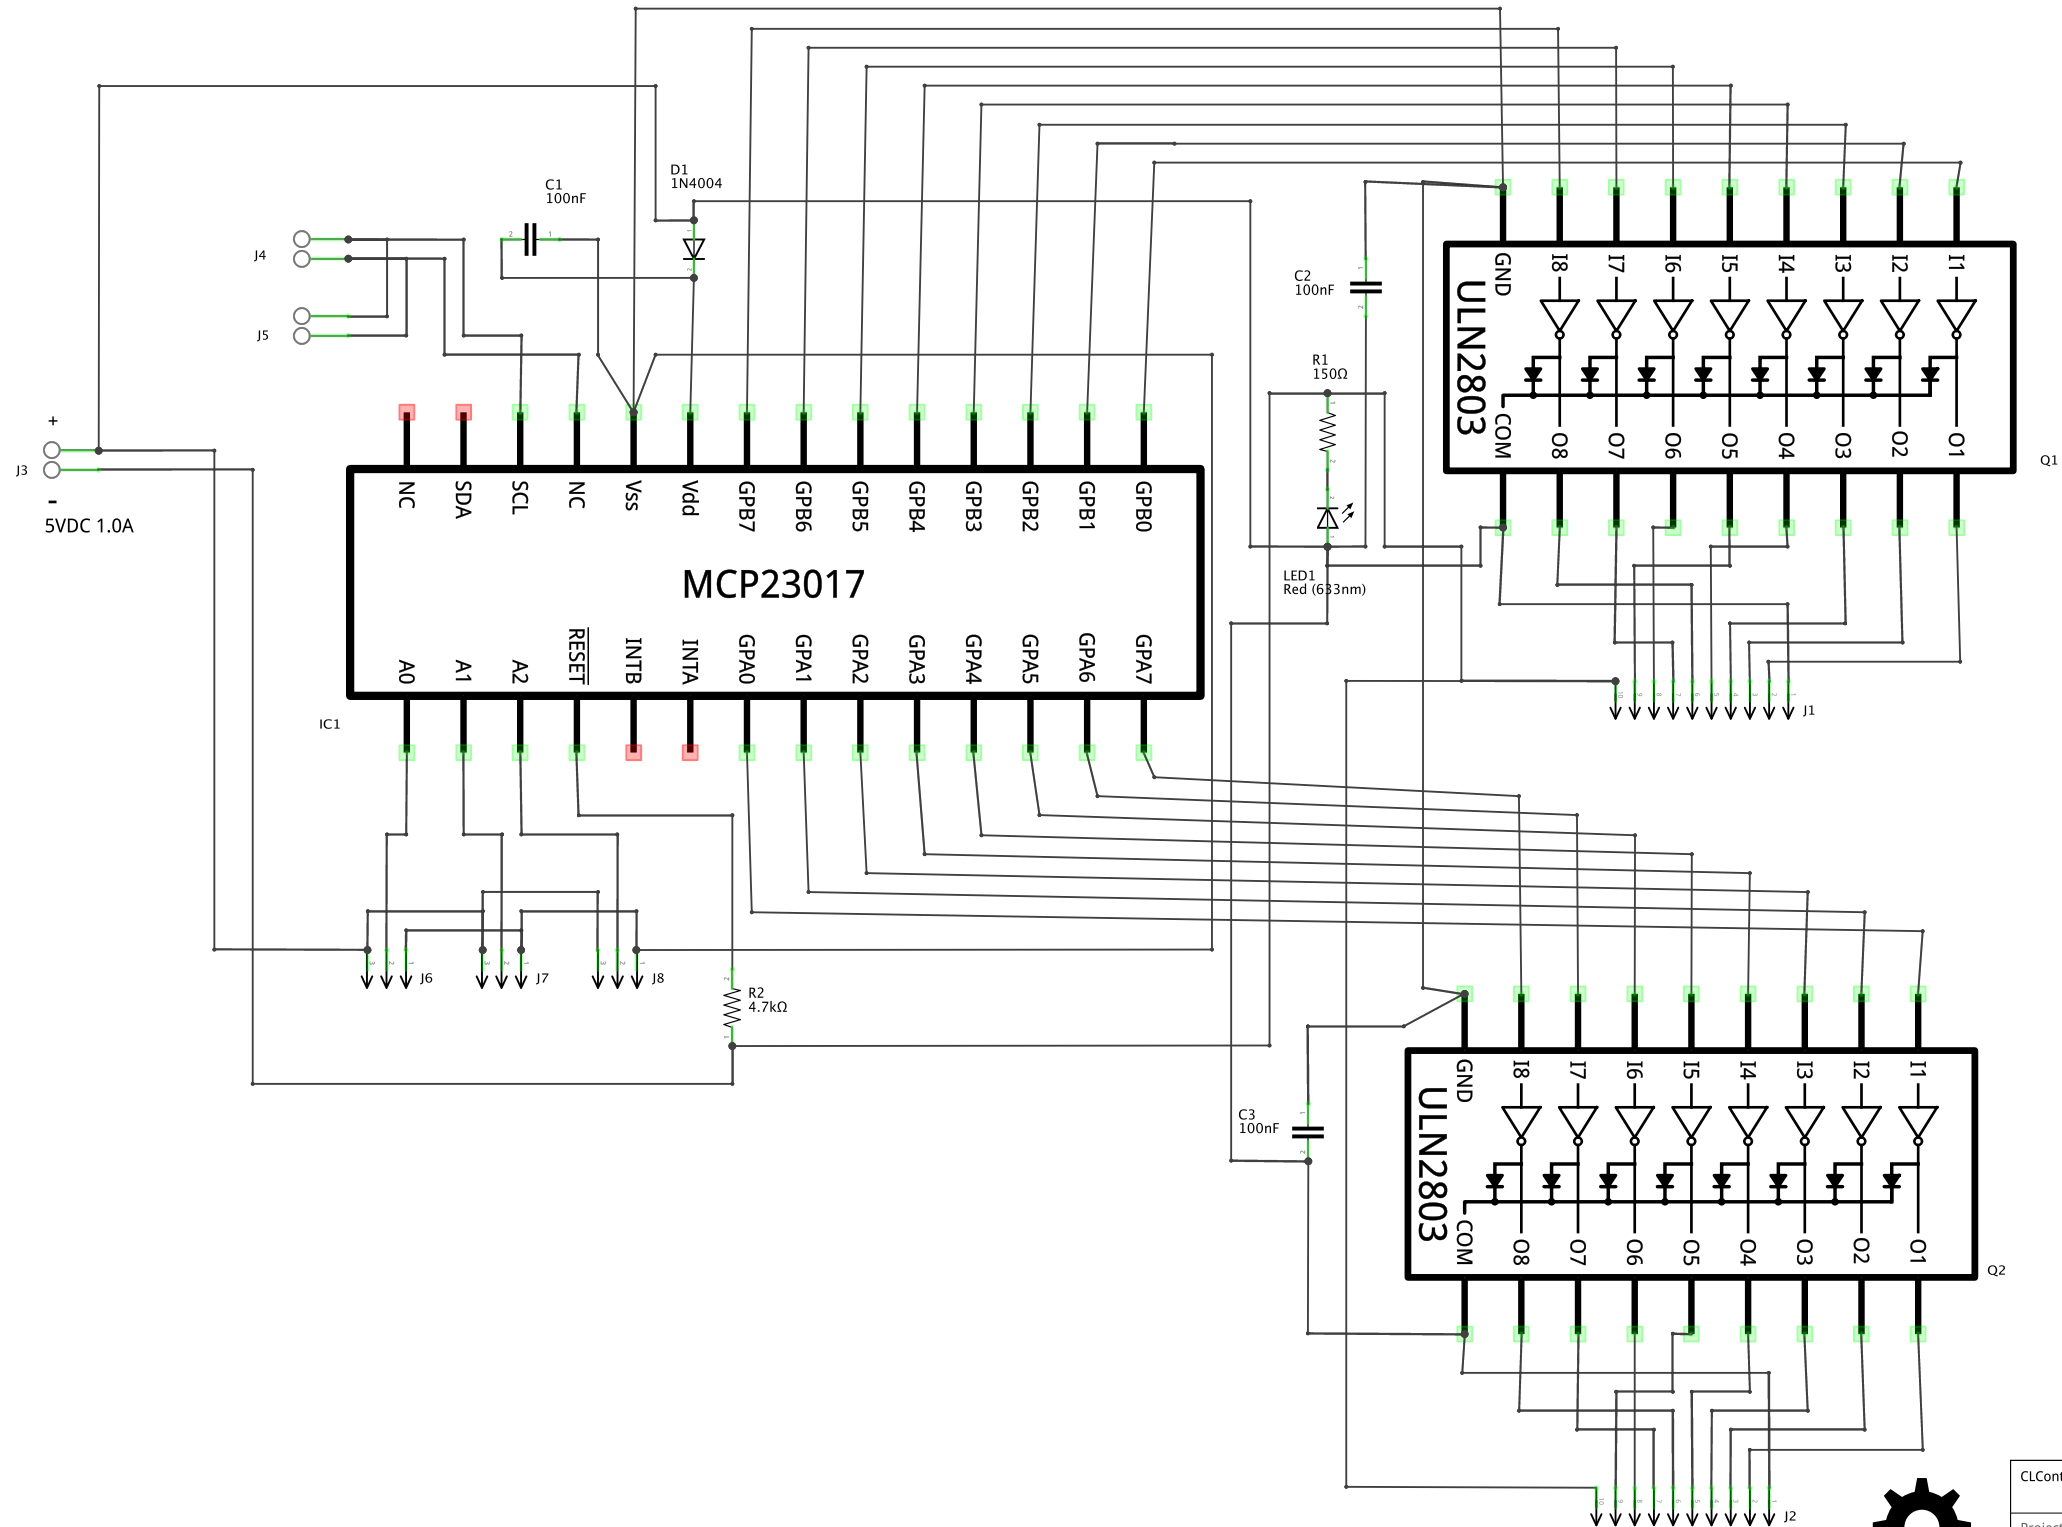 C1
100nF
D1
1N4004
J4
J5
C2
100nF
R1
150Ω
LED1
Red (633nm)
+
J3
-
5VDC 1.0A
NC
SDA
SCL
NC
Vss
Vdd
GPB7
GPB6
GPB5
GPB4
GPB3
GPB2
GPB1
GPB0
MCP23017
A0
A1
A2
RESET
INTB
INTA
GPA0
GPA1
GPA2
GPA3
GPA4
GPA5
GPA6
GPA7
IC1
GND
I8
I7
I6
I5
I4
I3
I2
I1
ULN2803
COM
O8
O7
O6
O5
O4
O3
O2
O1
Q1
J1
J6
J7
J8
R2
4.7kΩ
C3
100nF
GND
I8
I7
I6
I5
I4
I3
I2
I1
ULN2803
COM
O8
O7
O6
O5
O4
O3
O2
O1
Q2
J2
CLCont